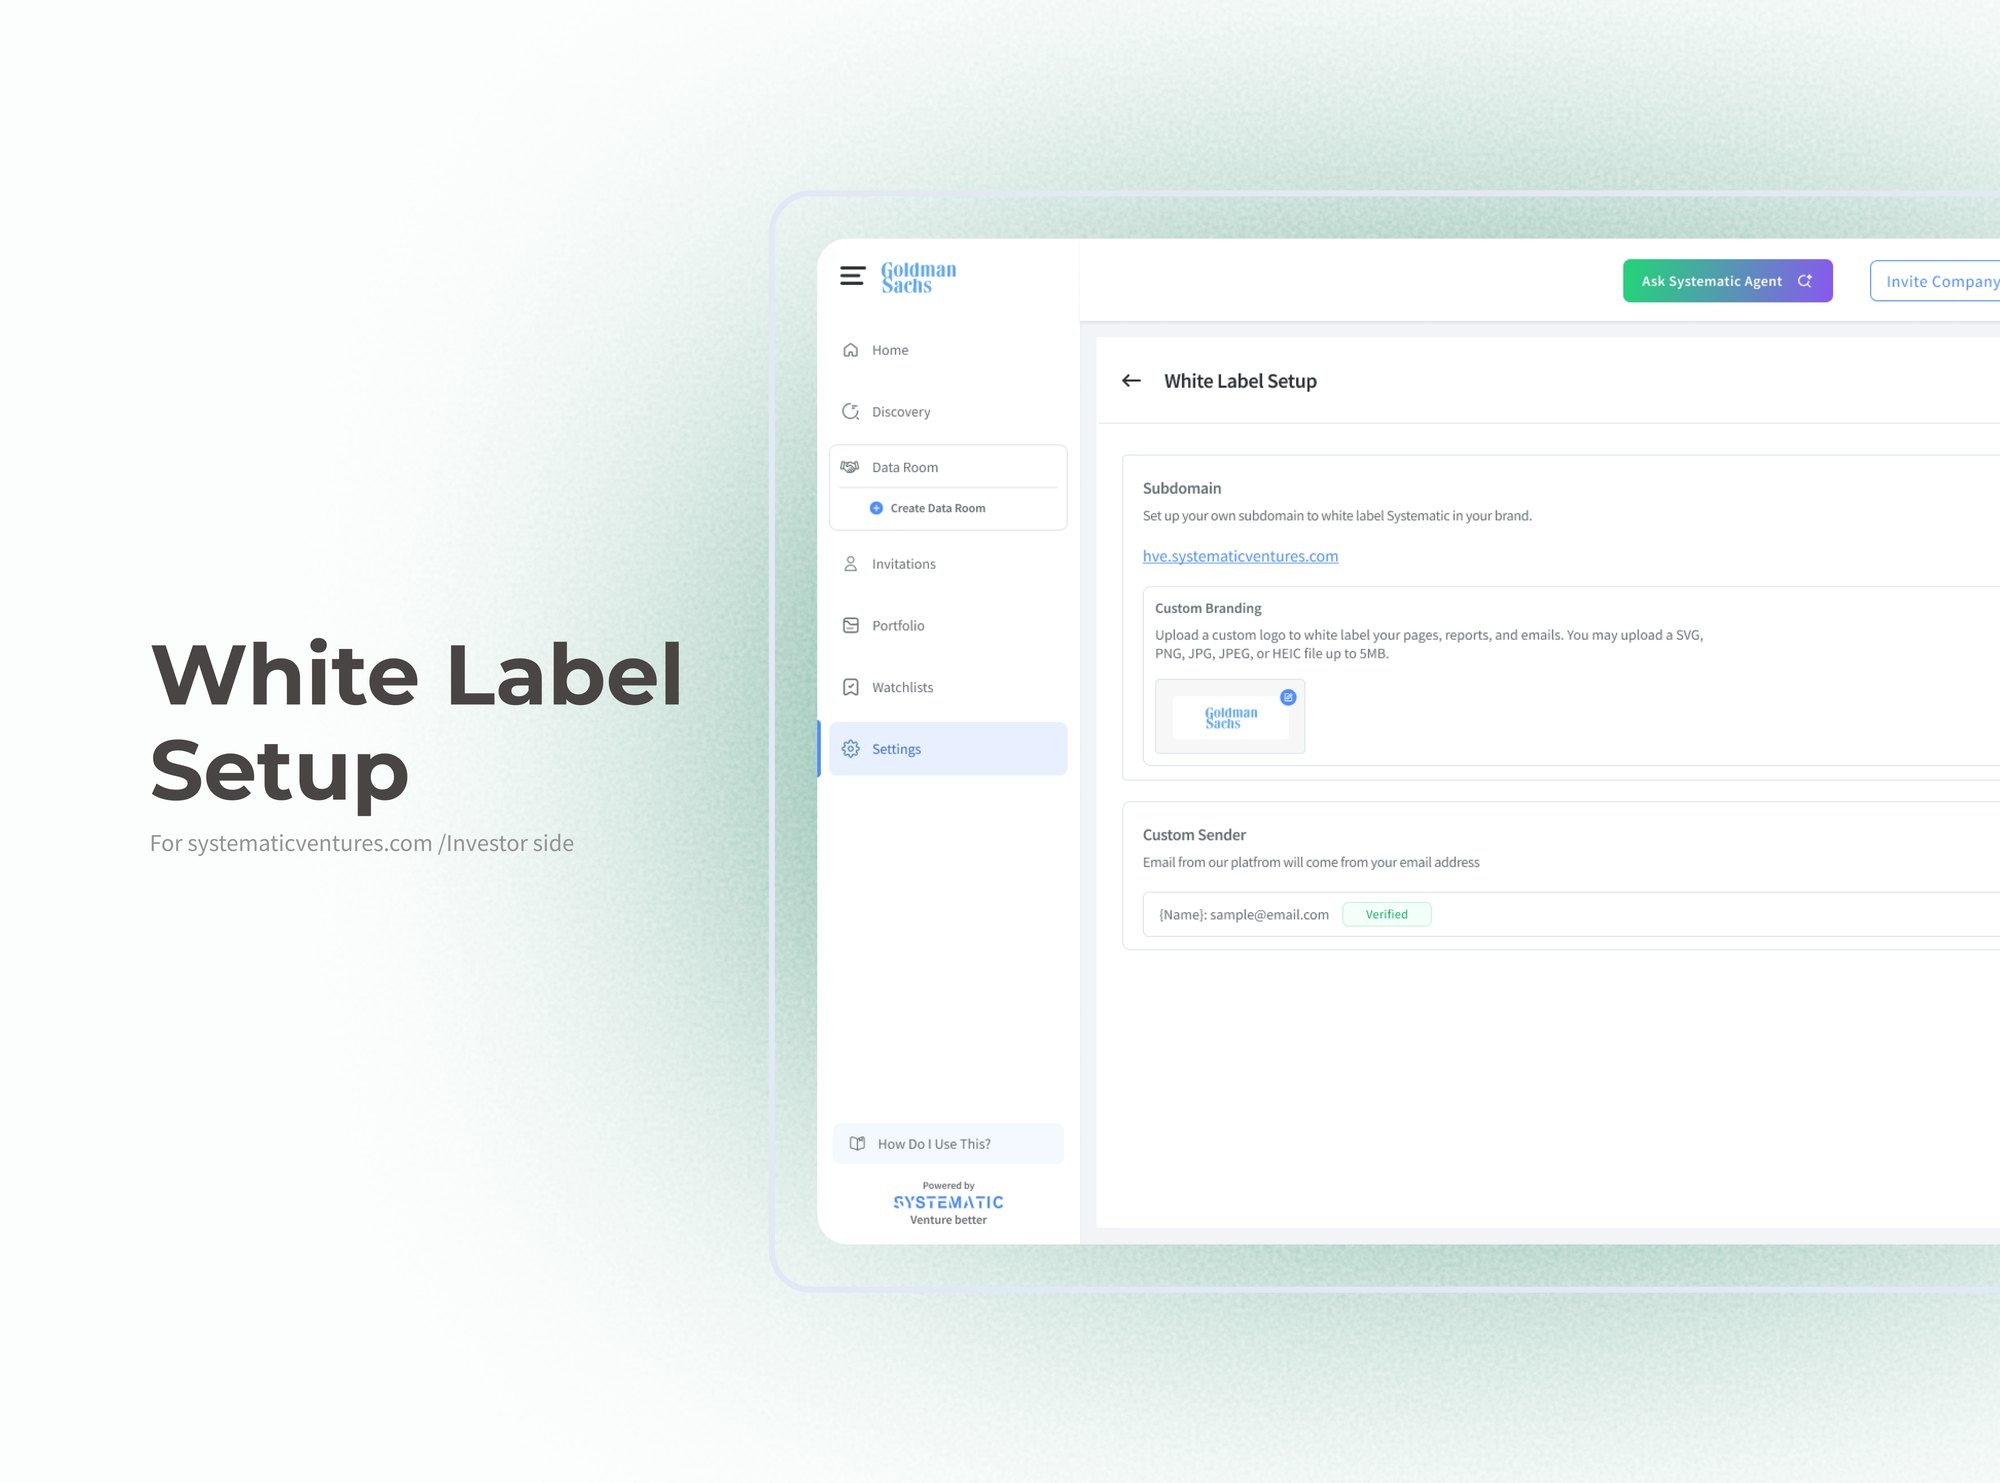 White Label
Setup
For systematicventures.com /Investor side
Goldman
Sachs
Ask Systematic Agent
Invite Company
Home
Discovery
Data Room
Create Data Room
Invitations
Portfolio
Watchlists
Settings
How Do I Use This?
Powered by
SYSTEMATIC
Venture better
White Label Setup
Subdomain
Set up your own subdomain to white label Systematic in your brand.
hve.systematicventures.com
Custom Branding
Upload a custom logo to white label your pages, reports, and emails. You may upload a SVG,
PNG, JPG, JPEG, or HEIC file up to 5MB.
Goldman
Sachs
Custom Sender
Email from our platfrom will come from your email address
{Name}: sample@email.com
Verified